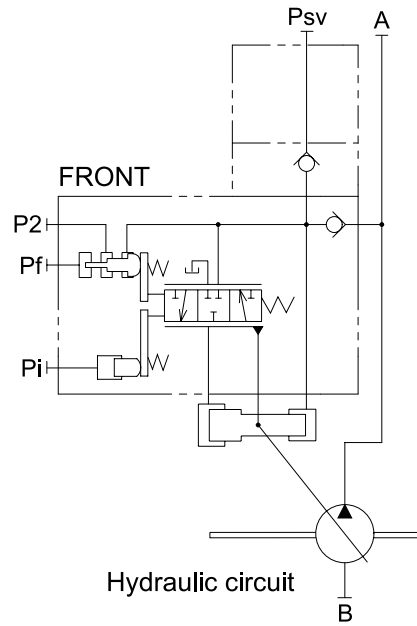 Psv
A
FRONT
P2
Pf
Pi
Hydraulic circuit
B